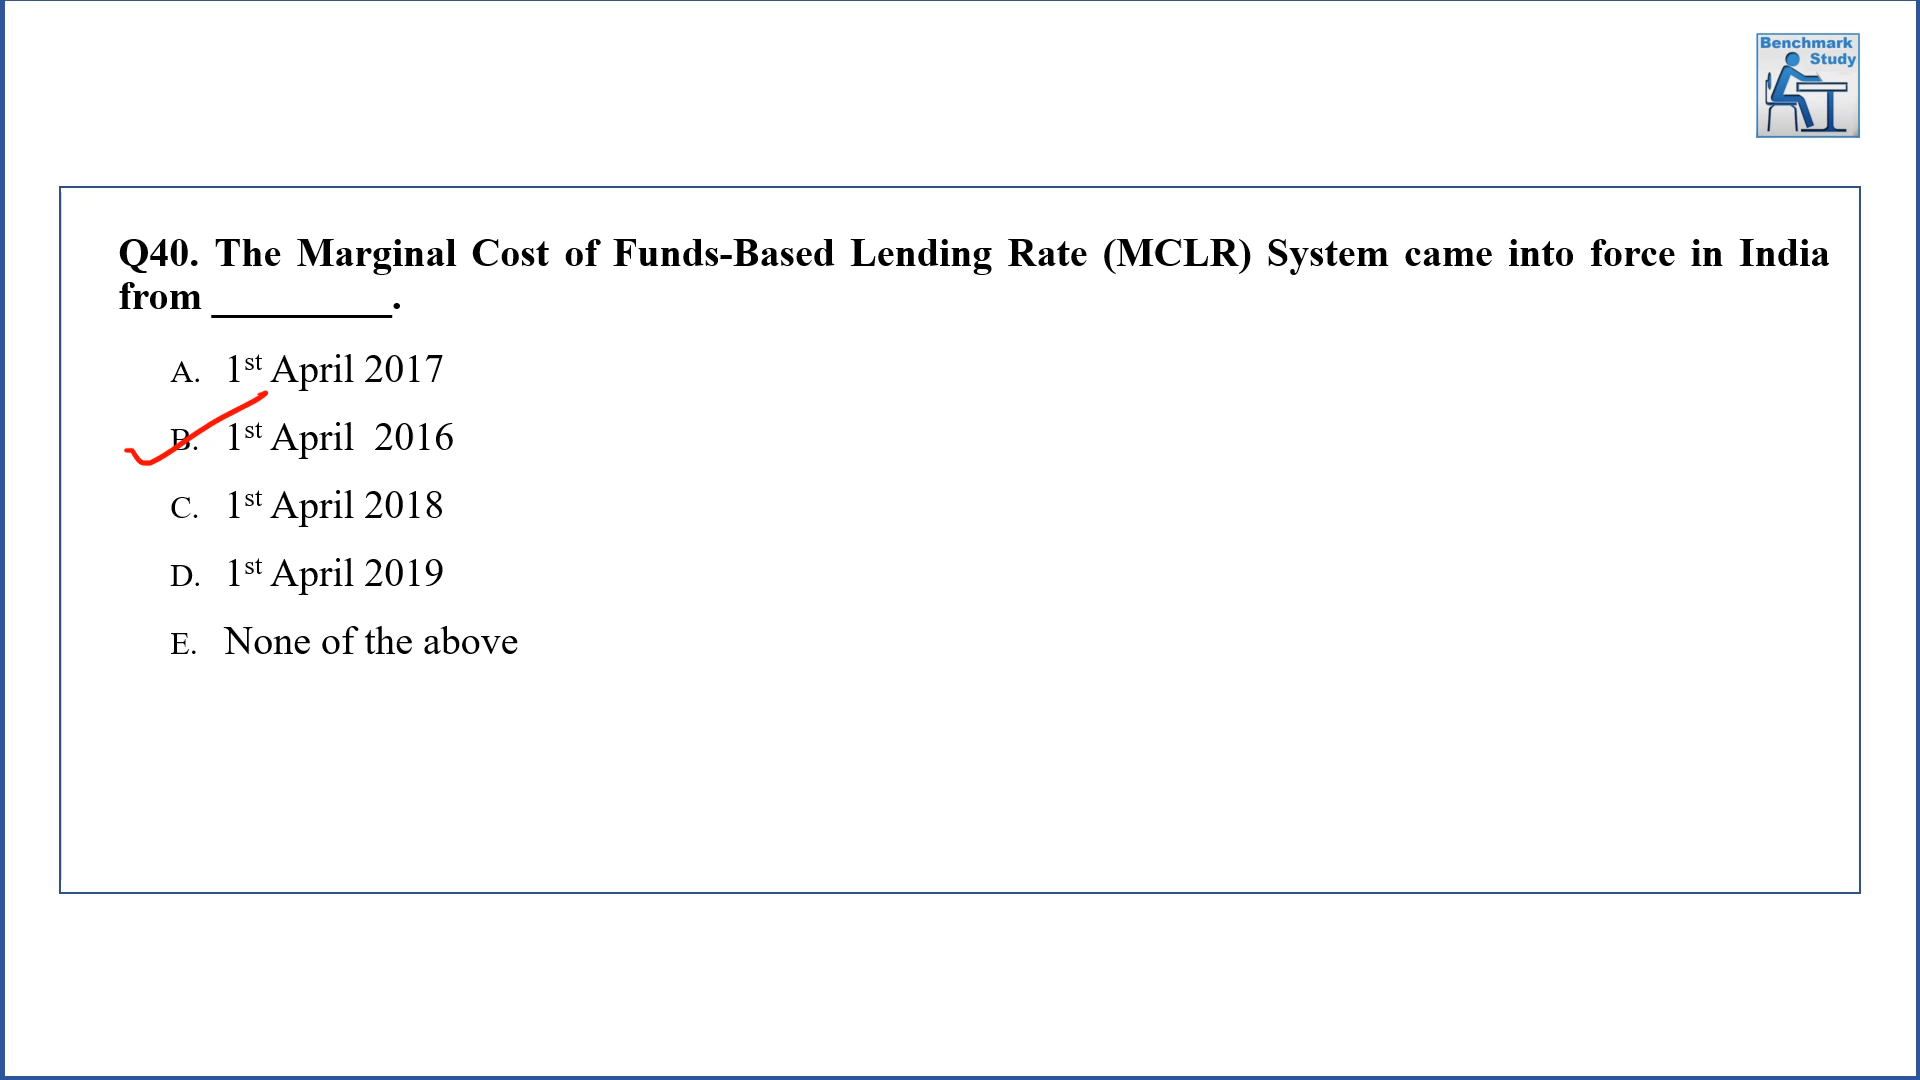 Benchmark
Study
Q40. The Marginal Cost of Funds-Based Lending Rate (MCLR) System came into force in India
from _________.
A. 1st April 2017
B. 1st April 2016
C. 1st April 2018
D. 1st April 2019
E. None of the above